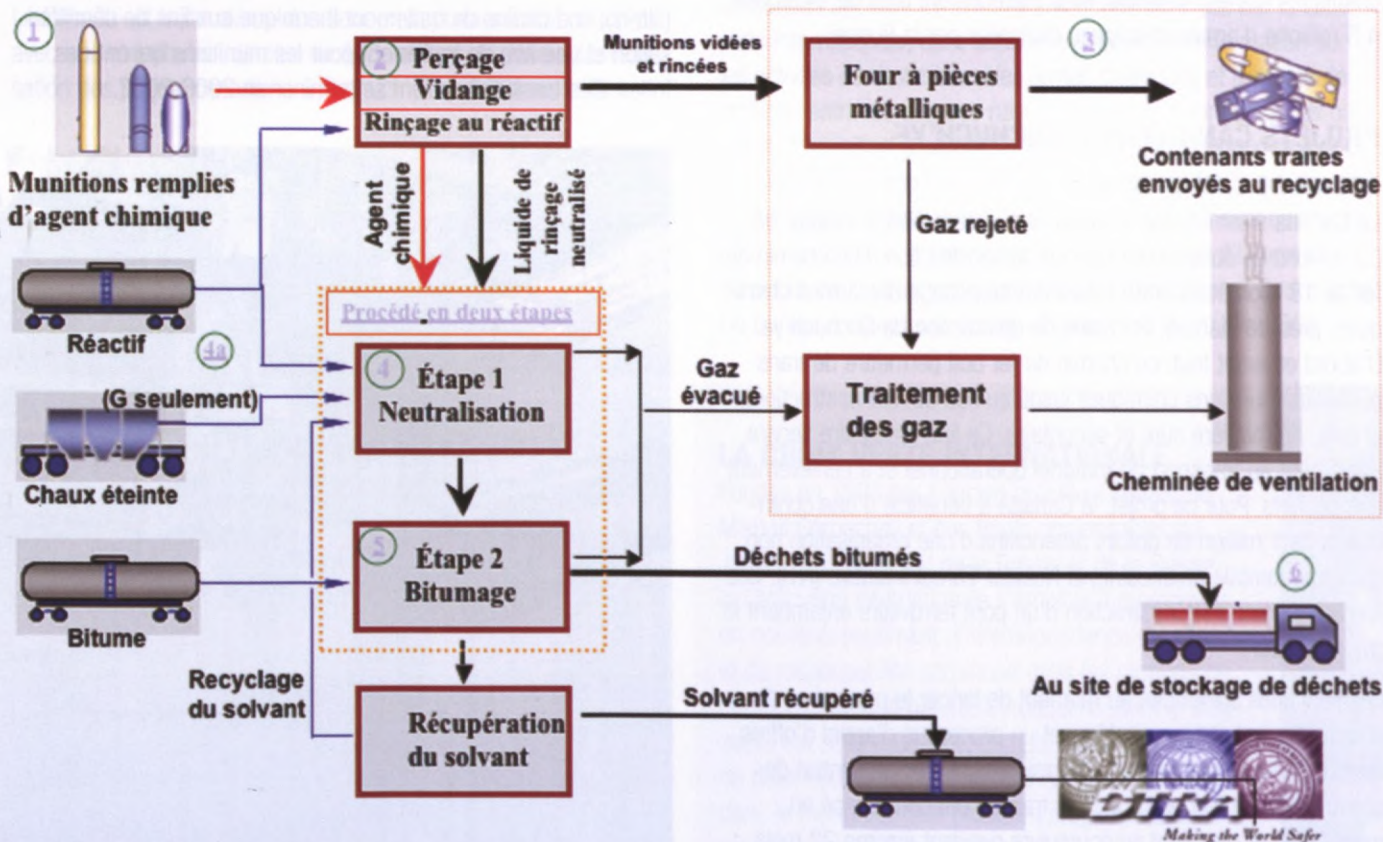 1
Munitions remplies
d'agent chimique
2
Perçage
Vidange
Rinçage au réactif
Munitions vidées
et rincées
Four à pièces
métalliques
3
Contenants traités
envoyés au recyclage
Agent
chimique
Liquide de
rinçage
neutralisé
Gaz rejeté
Réactif
4a
(G seulement)
Chaux éteinte
Procédé en deux étapes
4
Étape 1
Neutralisation
Gaz
évacué
Traitement
des gaz
Cheminée de ventilation
Bitume
5
Étape 2
Bitumage
Déchets bitumés
6
Au site de stockage de déchets
Recyclage
du solvant
Récupération
du solvant
Solvant récupéré
Making the World Safer